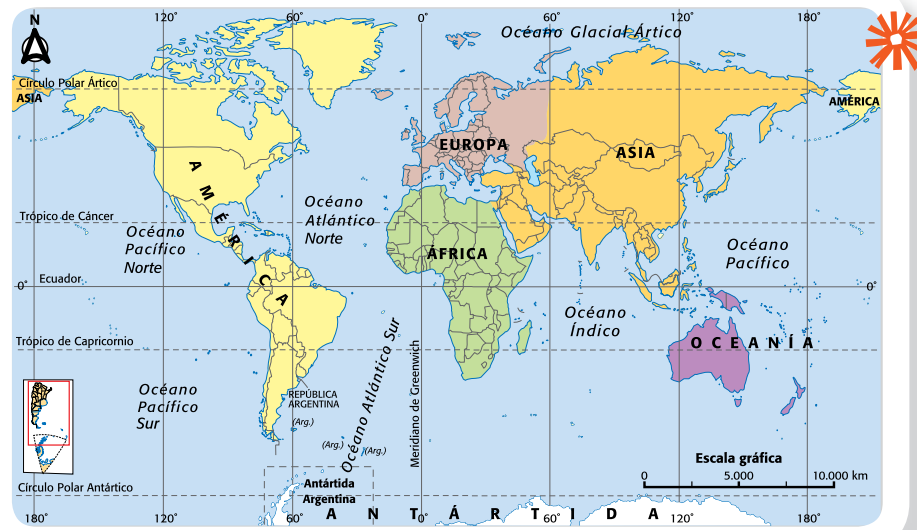 N
120°
60°
0°
60°
120°
180°
Océano Glacial Ártico
Círculo Polar Ártico
ASIA
AMÉRICA
EUROPA
ASIA
AMÉRICA
Océano
Atlántico
Norte
Trópico de Cáncer
Océano
Pacífico
Norte
ÁFRICA
Océano
Pacífico
0°
Ecuador
0°
Océano
Índico
Trópico de Capricornio
OCEANÍA
Océano Atlántico Sur
Meridiano de Greenwich
Océano
Pacífico
Sur
REPÚBLICA
ARGENTINA
(Arg.)
(Arg.)
(Arg.)
Escala gráfica
0
5.000
10.000 km
Círculo Polar Antártico
Antártida
Argentina
ANTÁRTIDA
180°
120°
60°
0°
60°
120°
180°